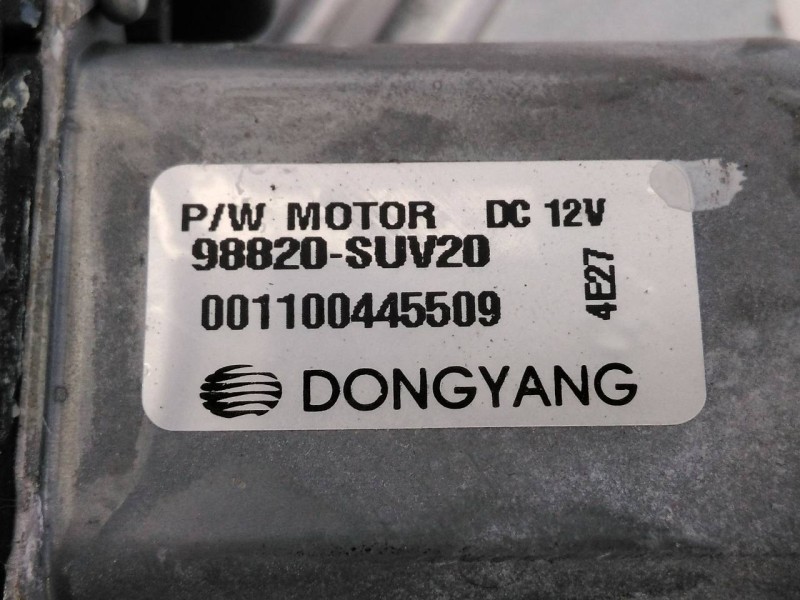 P/W MOTOR DC 12V
98820-SUV20
4E27
001100445509
DONGYANG